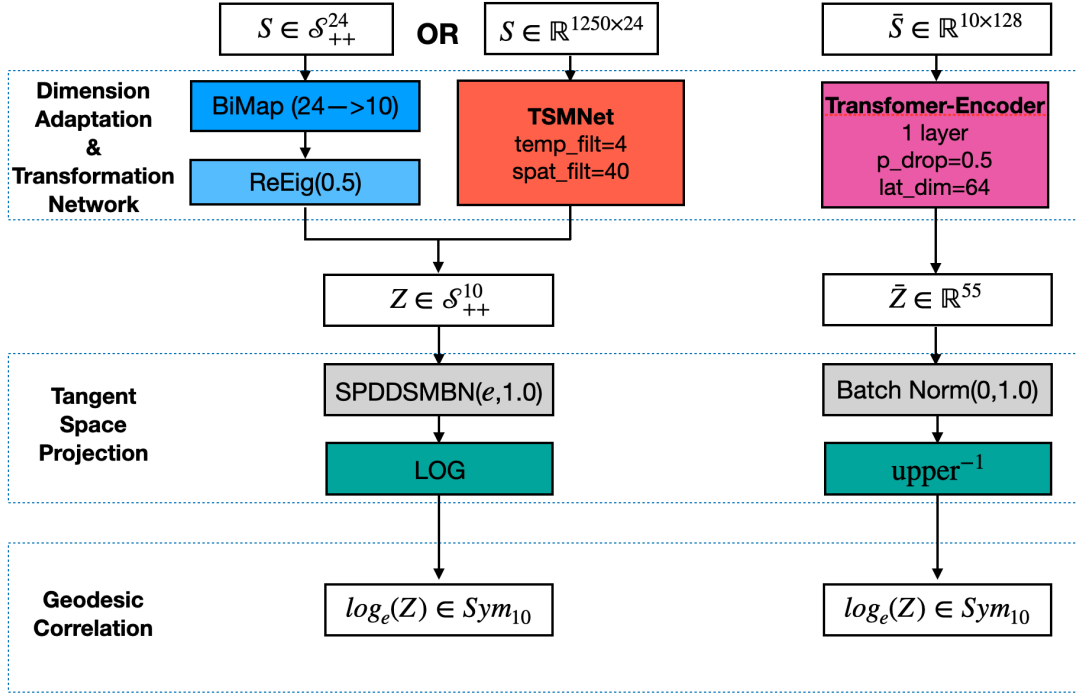 S ∈ 𝒮₊₊²⁴
OR
S ∈ ℝ¹²⁵⁰ˣ²⁴
S̄ ∈ ℝ¹⁰ˣ¹²⁸
Dimension
Adaptation
&
Transformation
Network
BiMap (24—>10)
ReEig(0.5)
TSMNet
temp_filt=4
spat_filt=40
Transfomer-Encoder
1 layer
p_drop=0.5
lat_dim=64
Z ∈ 𝒮₊₊¹⁰
Z̄ ∈ ℝ⁵⁵
Tangent
Space
Projection
SPDDSMBN(e,1.0)
LOG
Batch Norm(0,1.0)
upper⁻¹
Geodesic
Correlation
logₑ(Z) ∈ Sym₁₀
logₑ(Z) ∈ Sym₁₀